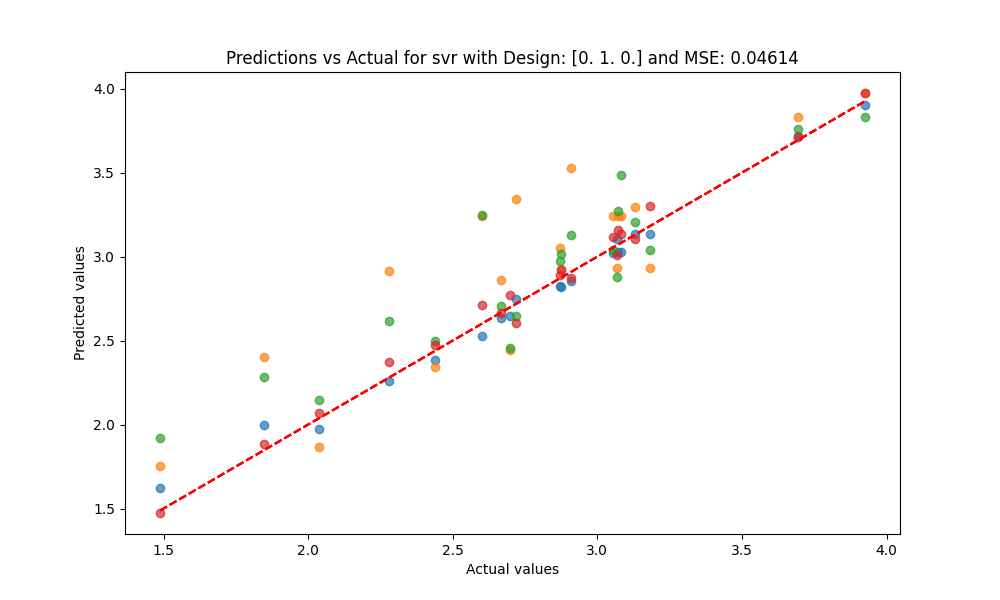 Predictions vs Actual for svr with Design: [0. 1. 0.] and MSE: 0.04614
4.0
3.5
3.0
2.5
2.0
1.5
Predicted values
1.5 2.0 2.5 3.0 3.5 4.0
Actual values